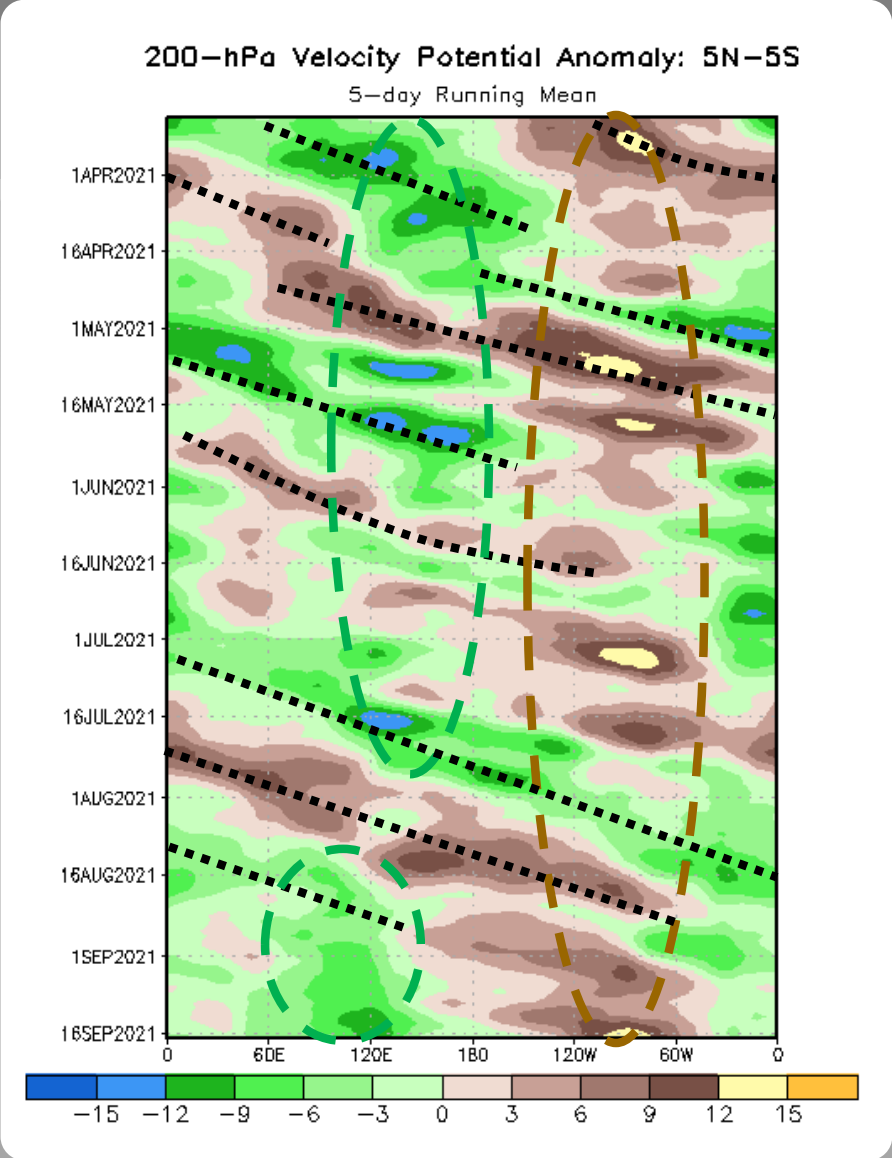 200-hPa Velocity Potential Anomaly: 5N-5S
5-day Running Mean
1APR2021
16APR2021
1MAY2021
16MAY2021
1JUN2021
16JUN2021
1JUL2021
16JUL2021
1AUG2021
16AUG2021
1SEP2021
16SEP2021
0 60E 120E 180 120W 60W 0
-15 -12 -9 -6 -3 0 3 6 9 12 15